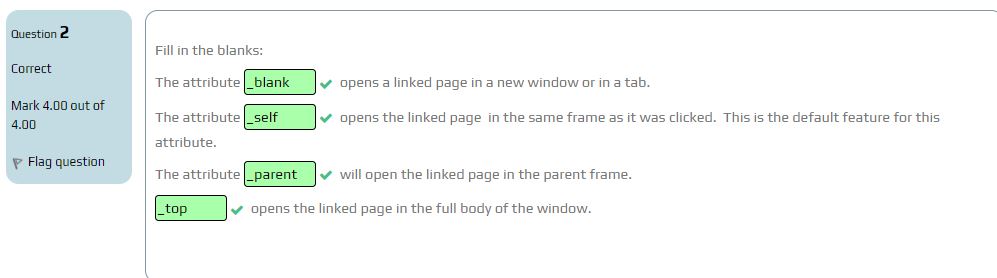 Question 2
Correct
Mark 4.00 out of
4.00
Flag question
Fill in the blanks:
The attribute _blank opens a linked page in a new window or in a tab.
The attribute _self opens the linked page in the same frame as it was clicked. This is the default feature for this
attribute.
The attribute _parent will open the linked page in the parent frame.
_top opens the linked page in the full body of the window.